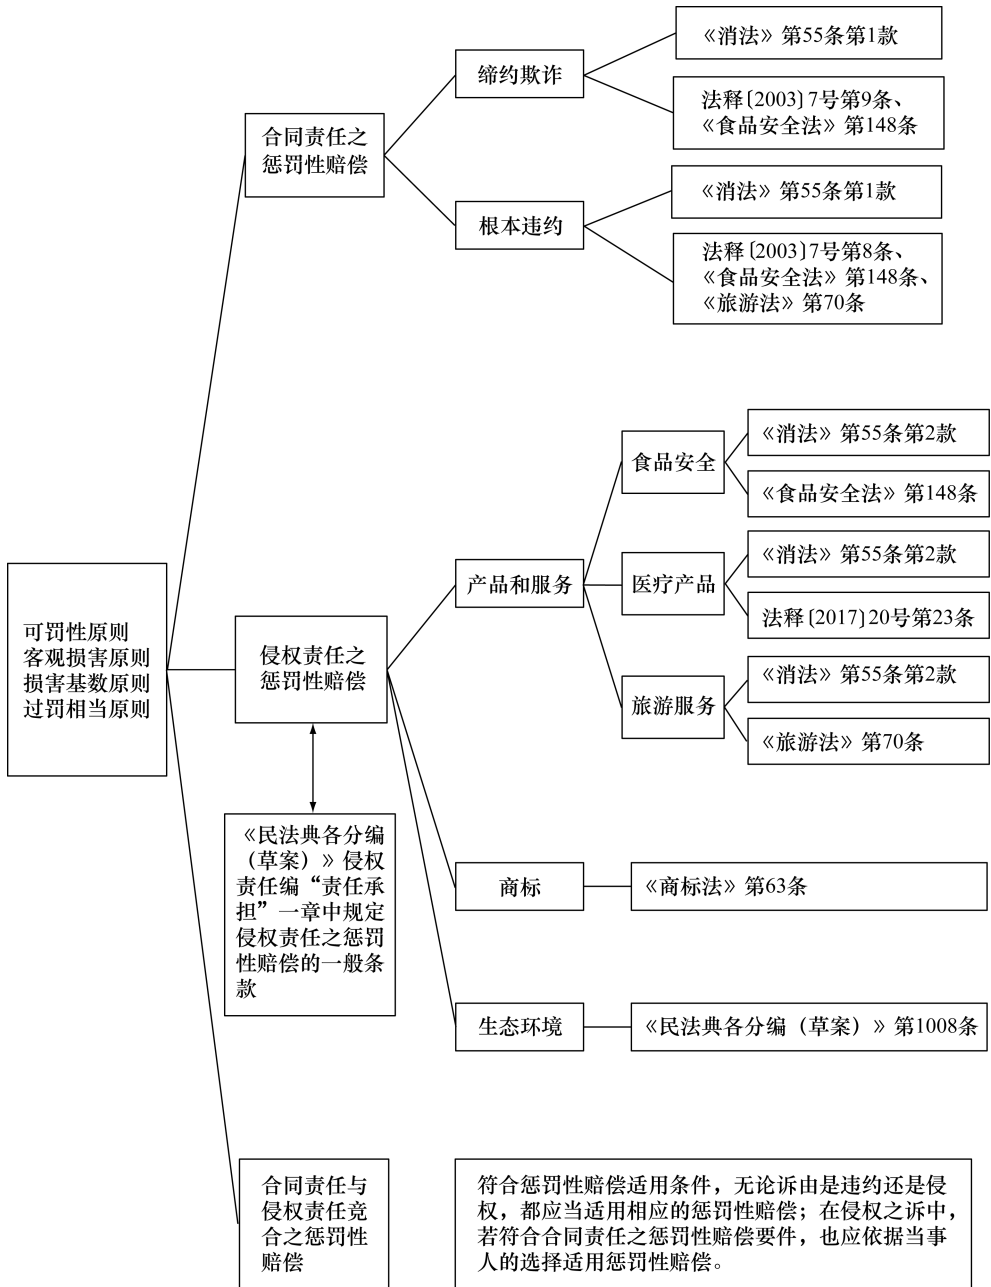 可罚性原则
客观损害原则
损害基数原则
过罚相当原则
合同责任之
惩罚性赔偿
缔约欺诈
《消法》第55条第1款
法释〔2003〕7号第9条、
《食品安全法》第148条
根本违约
《消法》第55条第1款
法释〔2003〕7号第8条、
《食品安全法》第148条、
《旅游法》第70条
侵权责任之
惩罚性赔偿
《民法典各分编
（草案）》侵权
责任编“责任承
担”一章中规定
侵权责任之惩罚
性赔偿的一般条
款
产品和服务
食品安全
《消法》第55条第2款
《食品安全法》第148条
医疗产品
《消法》第55条第2款
法释〔2017〕20号第23条
旅游服务
《消法》第55条第2款
《旅游法》第70条
商标
《商标法》第63条
生态环境
《民法典各分编（草案）》第1008条
合同责任与
侵权责任竞
合之惩罚性
赔偿
符合惩罚性赔偿适用条件，无论诉由是违约还是侵
权，都应当适用相应的惩罚性赔偿；在侵权之诉中，
若符合合同责任之惩罚性赔偿要件，也应依据当事
人的选择适用惩罚性赔偿。